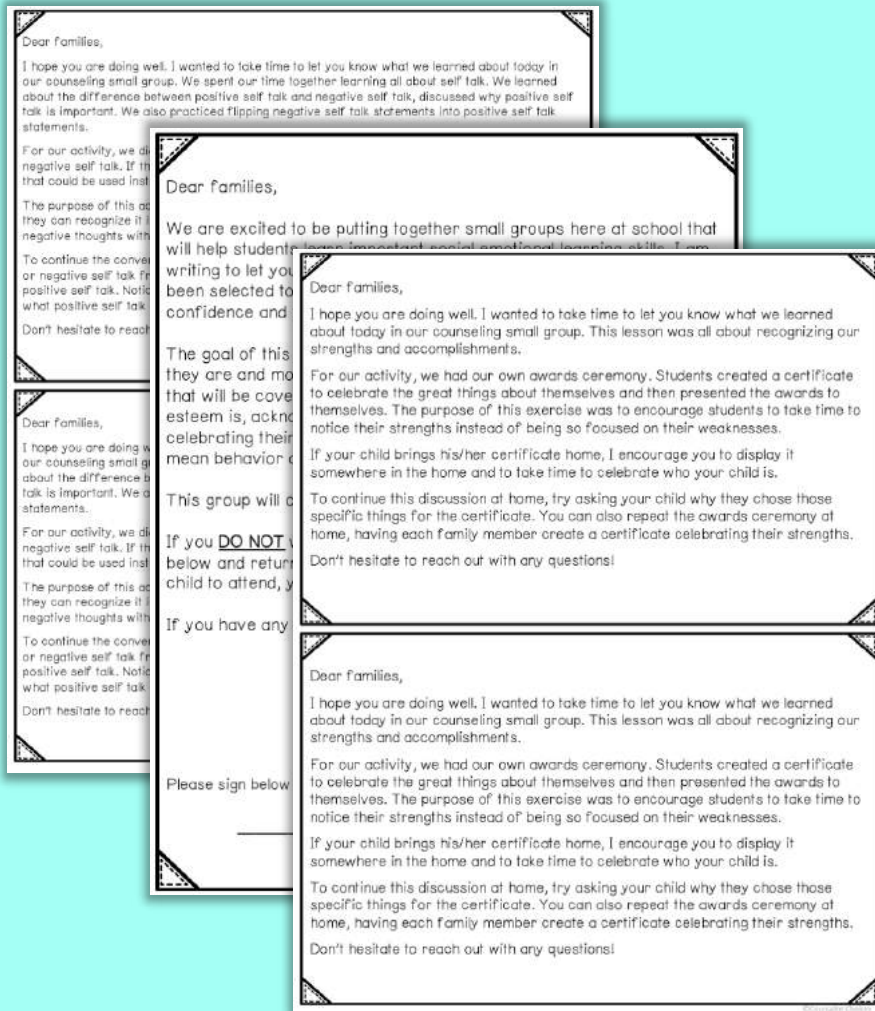 Dear families,
I hope you are doing well. I wanted to take time to let you know what we learned about today in
our counseling small group. We spent our time together learning all about self talk. We learned
about the difference between positive self talk and negative self talk, discussed why positive self
talk is important. We also practiced flipping negative self talk statements into positive self talk
statements.
For our activity, we di
negative self talk. If th
that could be used inst
The purpose of this ac
they can recognize it i
negative thoughts with
To continue the conver
or negative self talk fr
positive self talk. Notic
what positive self talk
Don't hesitate to reach
Dear families,
I hope you are doing w
our counseling small g
about the difference b
talk is important. We a
statements.
For our activity, we di
negative self talk. If th
that could be used inst
The purpose of this ac
they can recognize it i
negative thoughts with
To continue the conver
or negative self talk fr
positive self talk. Notic
what positive self talk
Don't hesitate to reach
Dear families,
We are excited to be putting together small groups here at school that
will help students learn important social emotional learning skills. I am
writing to let you
been selected to
confidence and
The goal of this
they are and mo
that will be cove
esteem is, ackno
celebrating their
mean behavior
This group will
If you DO NOT
below and return
child to attend, y
If you have any
Please sign below
Dear families,
I hope you are doing well. I wanted to take time to let you know what we learned
about today in our counseling small group. This lesson was all about recognizing our
strengths and accomplishments.
For our activity, we had our own awards ceremony. Students created a certificate
to celebrate the great things about themselves and then presented the awards to
themselves. The purpose of this exercise was to encourage students to take time to
notice their strengths instead of being so focused on their weaknesses.
If your child brings his/her certificate home, I encourage you to display it
somewhere in the home and to take time to celebrate who your child is.
To continue this discussion at home, try asking your child why they chose those
specific things for the certificate. You can also repeat the awards ceremony at
home, having each family member create a certificate celebrating their strengths.
Don't hesitate to reach out with any questions!
Dear families,
I hope you are doing well. I wanted to take time to let you know what we learned
about today in our counseling small group. This lesson was all about recognizing our
strengths and accomplishments.
For our activity, we had our own awards ceremony. Students created a certificate
to celebrate the great things about themselves and then presented the awards to
themselves. The purpose of this exercise was to encourage students to take time to
notice their strengths instead of being so focused on their weaknesses.
If your child brings his/her certificate home, I encourage you to display it
somewhere in the home and to take time to celebrate who your child is.
To continue this discussion at home, try asking your child why they chose those
specific things for the certificate. You can also repeat the awards ceremony at
home, having each family member create a certificate celebrating their strengths.
Don't hesitate to reach out with any questions!